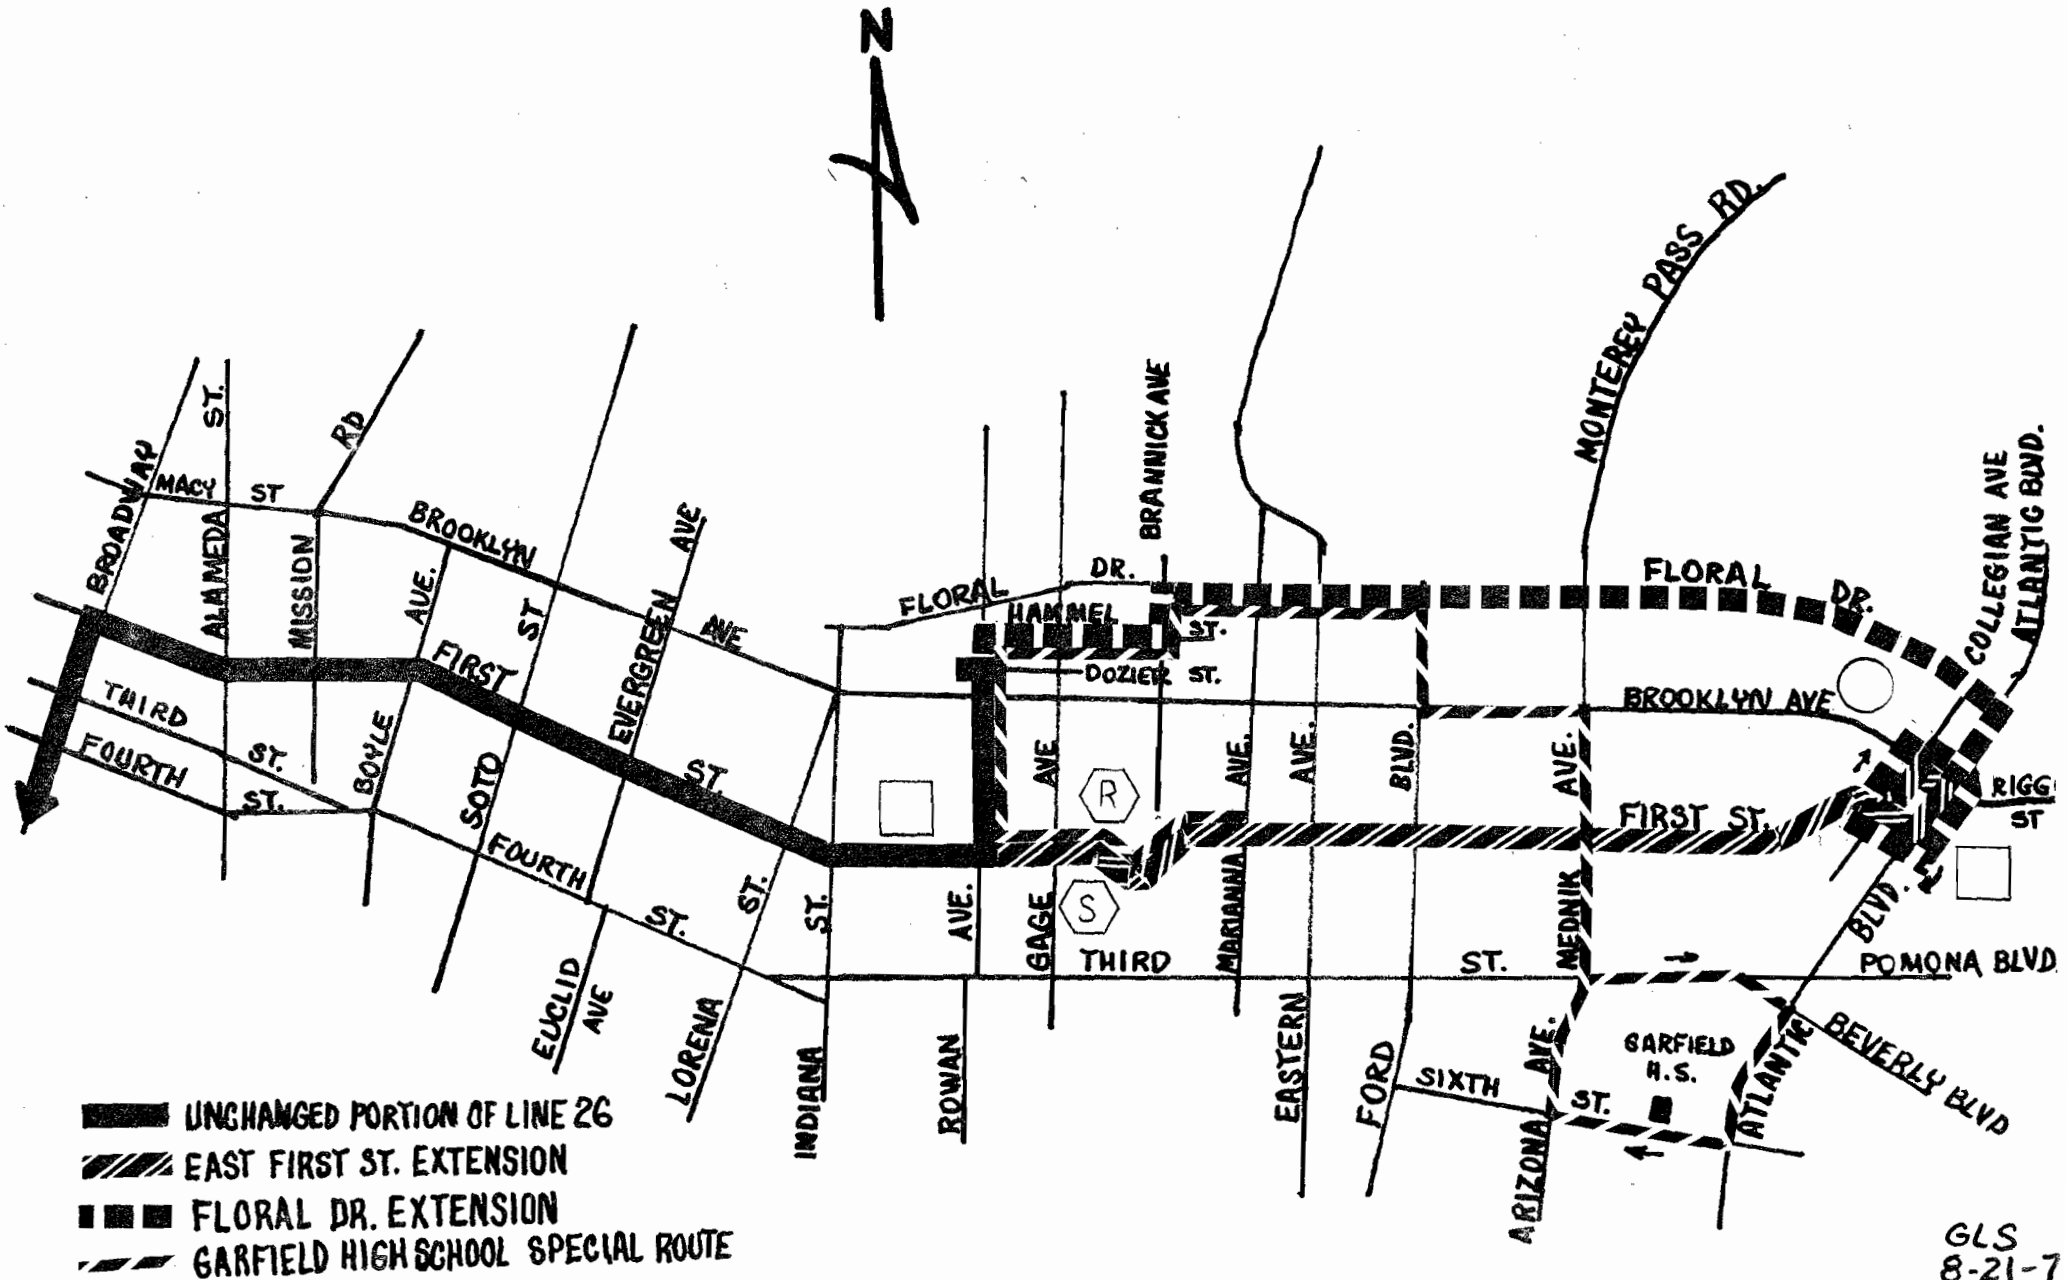 N
MONTEREY PASS RD.
BRANNICK AVE
COLLEGIAN AVE
ATLANTIC BLVD.
BROADWAY
ALAMEDA ST.
MISSION RD
MACY ST
BROOKLYN AVE
BOYLE AVE.
SOTO ST
EVERGREEN AVE
FLORAL DR.
FLORAL DR.
HAMMEL ST.
DOZIER ST.
FIRST ST.
THIRD ST.
FOURTH ST.
BROOKLYN AVE
R
S
FIRST ST.
RIGG
ST
FOURTH ST.
EUCLID AVE
LORENA ST.
INDIANA ST.
ROWAN AVE.
GAGE AVE
MARIANNA AVE.
EASTERN AVE.
FORD BLVD.
MEDNIK AVE.
THIRD ST.
POMONA BLVD.
BEVERLY BLVD
ATLANTIC BLVD.
ARIZONA AVE.
SIXTH ST.
GARFIELD
H.S.
UNCHANGED PORTION OF LINE 26
EAST FIRST ST. EXTENSION
FLORAL DR. EXTENSION
GARFIELD HIGH SCHOOL SPECIAL ROUTE
GLS
8-21-7